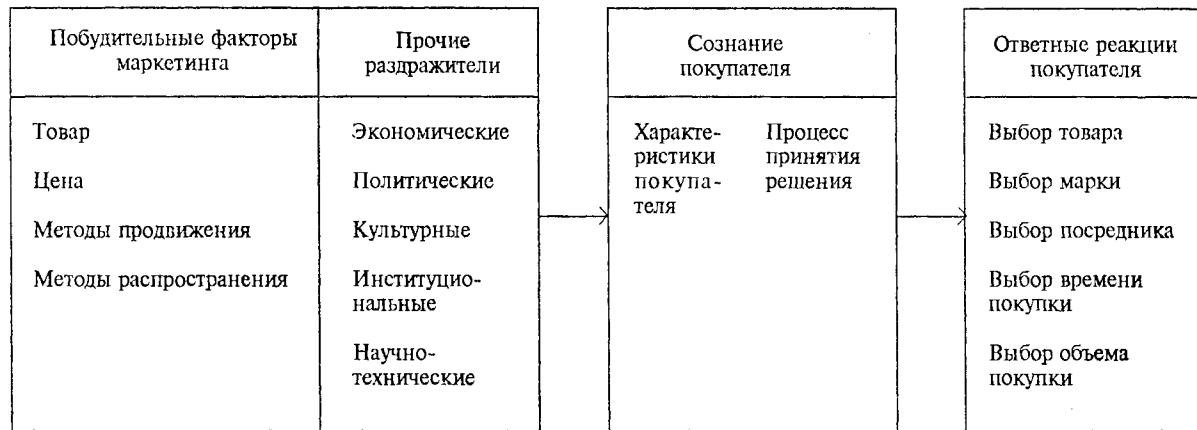 Побудительные факторы
маркетинга
Товар
Цена
Методы продвижения
Методы распространения
Прочие
раздражители
Экономические
Политические
Культурные
Институцио-
нальные
Научно-
технические
Сознание
покупателя
Характе-
ристики
покупа-
теля
Процесс
принятия
решения
Ответные реакции
покупателя
Выбор товара
Выбор марки
Выбор посредника
Выбор времени
покупки
Выбор объема
покупки